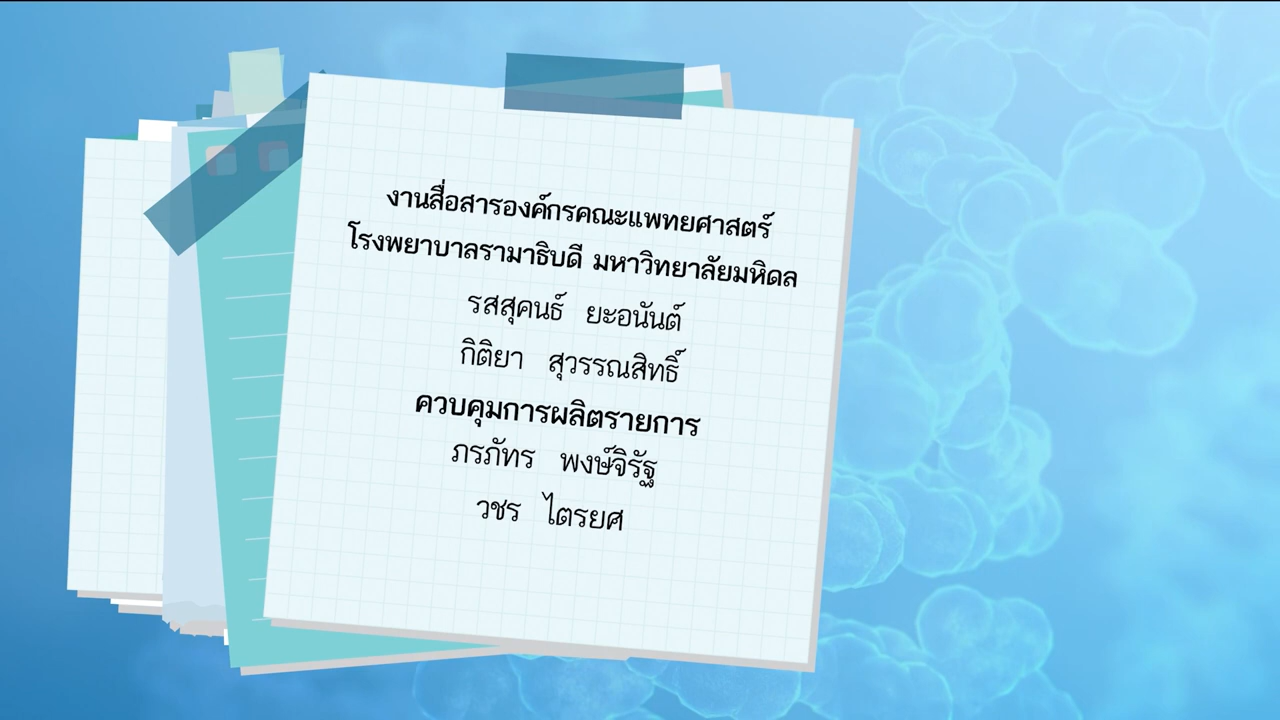 งานสื่อสารองค์กรคณะแพทยศาสตร์
โรงพยาบาลรามาธิบดี มหาวิทยาลัยมหิดล
รสสุคนธ์ ยะอนันต์
กิติยา สุวรรณสิทธิ์
ควบคุมการผลิตรายการ
ภรภัทร พงษ์จิรัฐ
วชร ไตรยศ